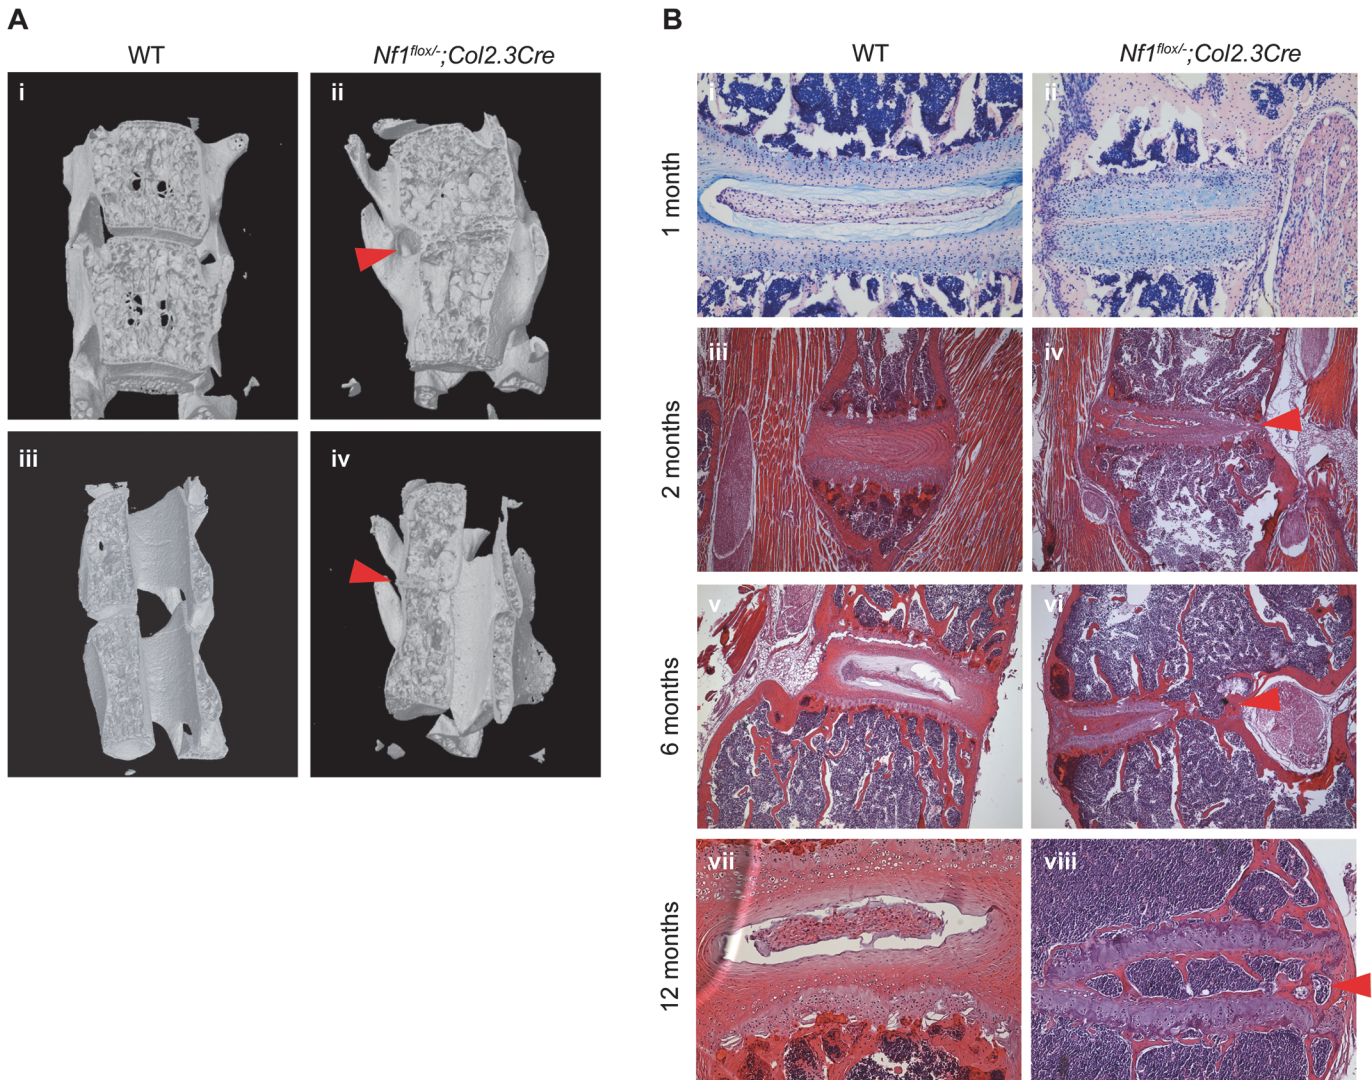 A
B
WT
Nf1flox/-;Col2.3Cre
WT
Nf1flox/-;Col2.3Cre
i
ii
iii
iv
1 month
i
ii
2 months
iii
iv
6 months
v
vi
12 months
vii
viii